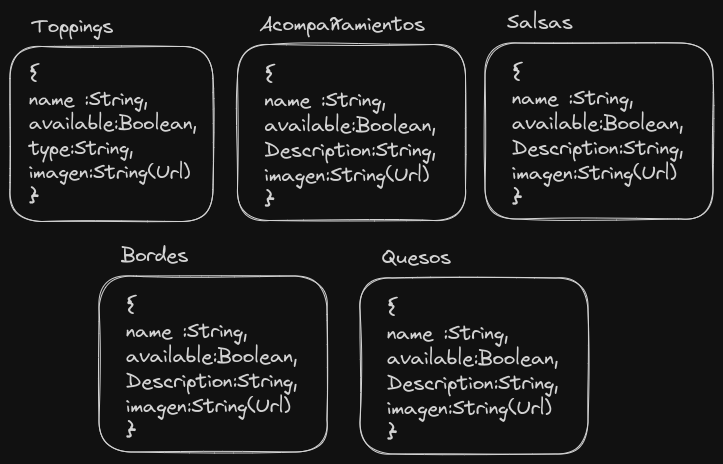 Toppings
{
name :String,
available:Boolean,
type:String,
imagen:String(Url)
}
Acompañamientos
{
name :String,
available:Boolean,
Description:String,
imagen:String(Url)
}
Salsas
{
name :String,
available:Boolean,
Description:String,
imagen:String(Url)
}
Bordes
{
name :String,
available:Boolean,
Description:String,
imagen:String(Url)
}
Quesos
{
name :String,
available:Boolean,
Description:String,
imagen:String(Url)
}